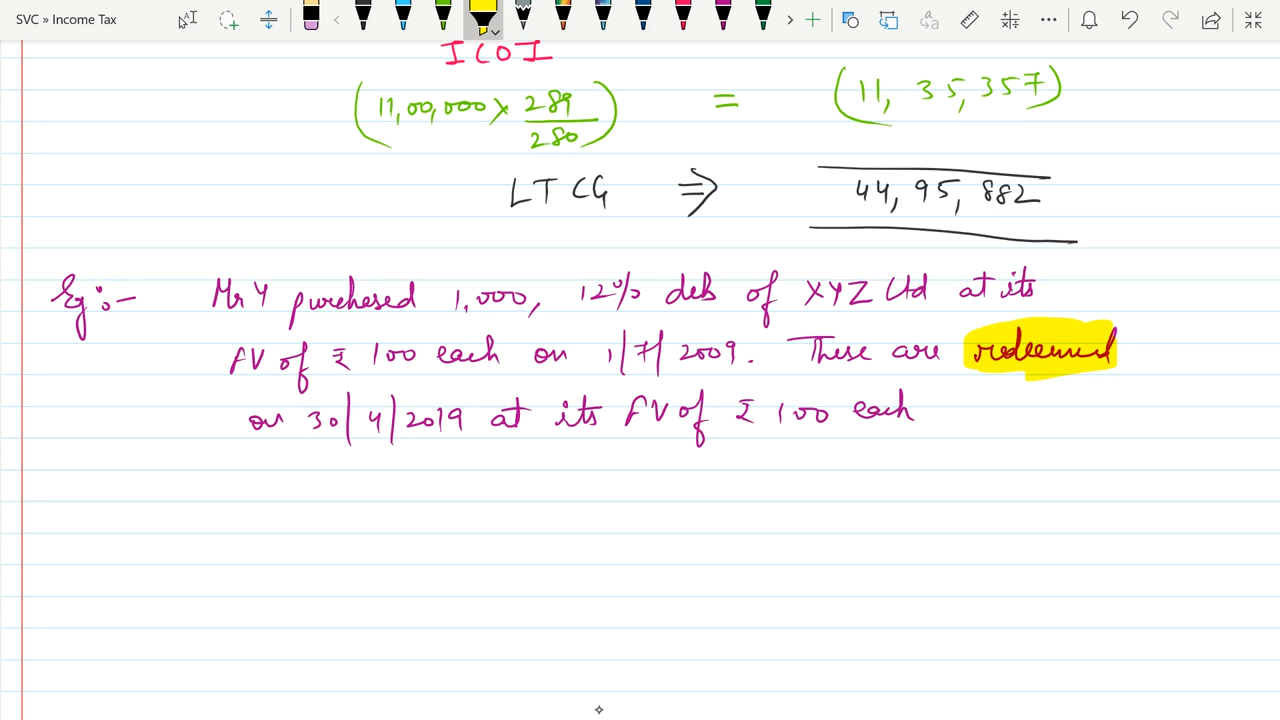 SVC » Income Tax
ICOI
(11,00,000 × 289/280) = (11,35,357)
LTCG ⇒ 44,95,882
Eg:- Mr Y purchased 1,000, 12% deb of XYZ Ltd at its
FV of ₹ 100 each on 1/7/2009. These are redeemed
on 30/4/2019 at its FV of ₹ 100 each